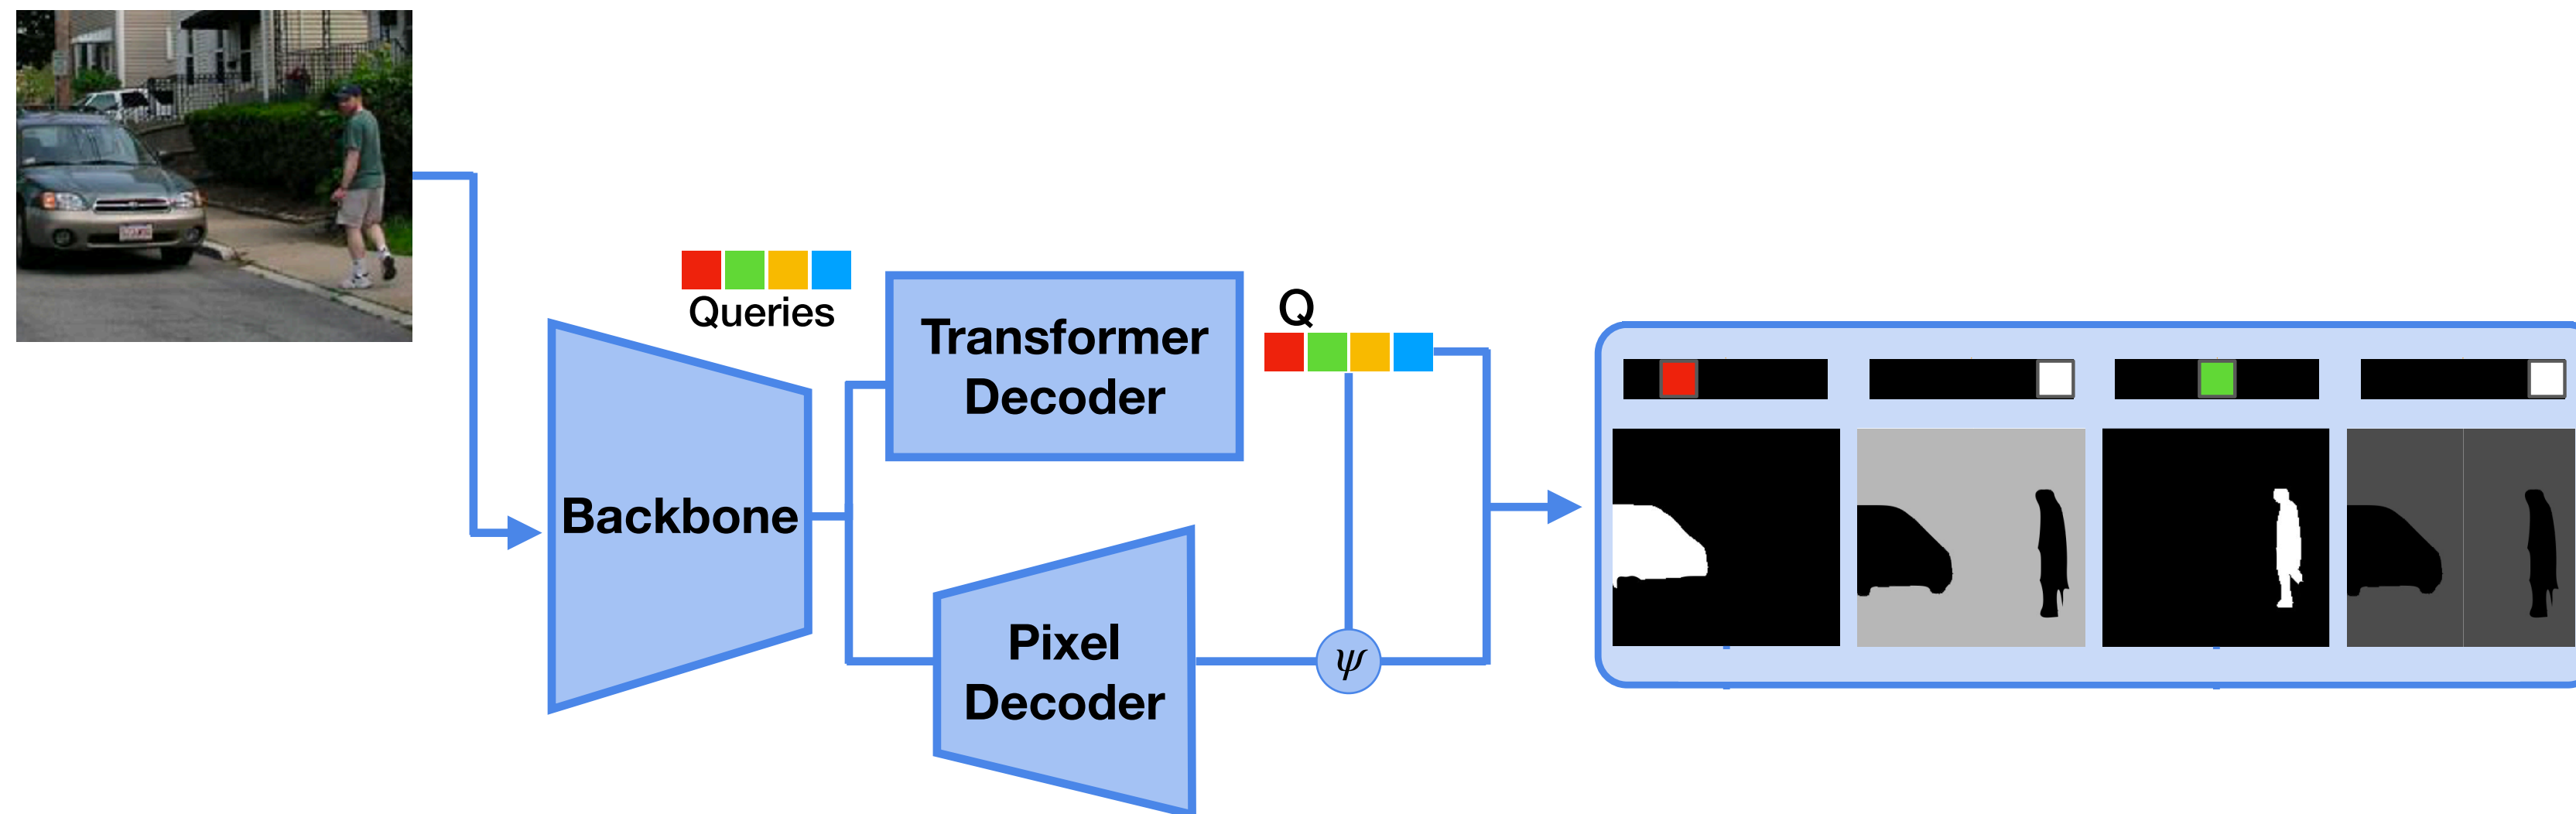 Queries
Transformer
Decoder
Q
Backbone
Pixel
Decoder
ψ